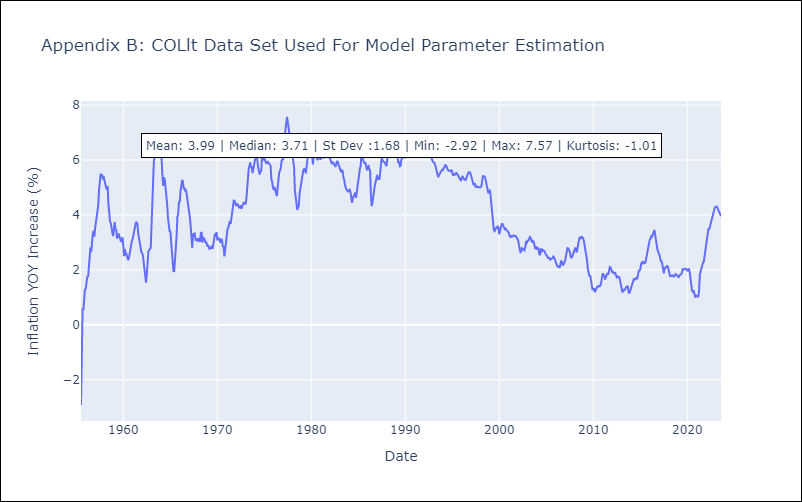 Appendix B: COLlt Data Set Used For Model Parameter Estimation
8
Mean: 3.99 | Median: 3.71 | St Dev :1.68 | Min: -2.92 | Max: 7.57 | Kurtosis: -1.01
6
4
2
0
−2
Inflation YOY Increase (%)
1960 1970 1980 1990 2000 2010 2020
Date